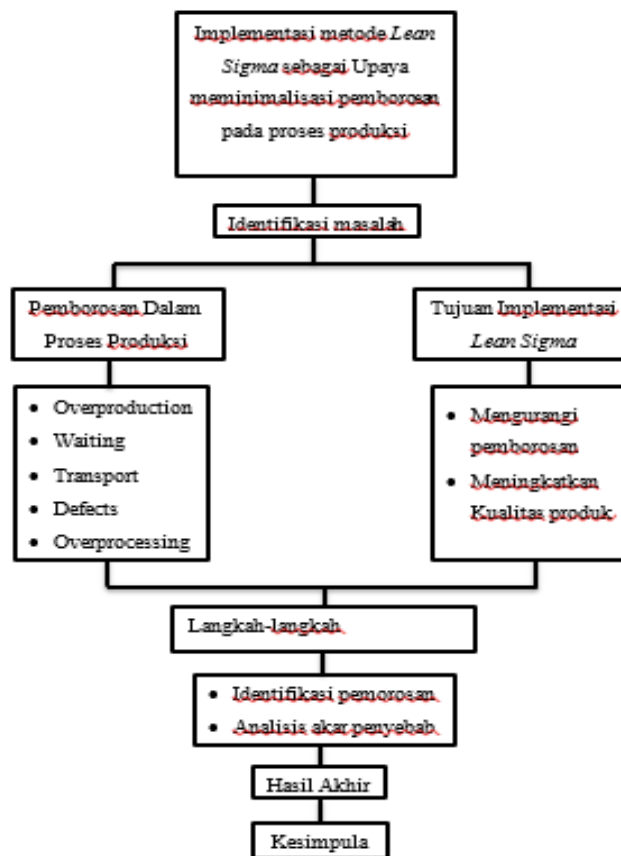 Implementasi metode Lean
Sigma sebagai Upaya
meminimalisasi pemborosan
pada proses produksi
Identifikasi masalah
Pemborosan Dalam
Proses Produksi
Tujuan Implementasi
Lean Sigma
• Overproduction
• Waiting
• Transport
• Defects
• Overprocessing
• Mengurangi
pemborosan
• Meningkatkan
Kualitas produk
Langkah-langkah
• Identifikasi pemorosan
• Analisis akar penyebab
Hasil Akhir
Kesimpula